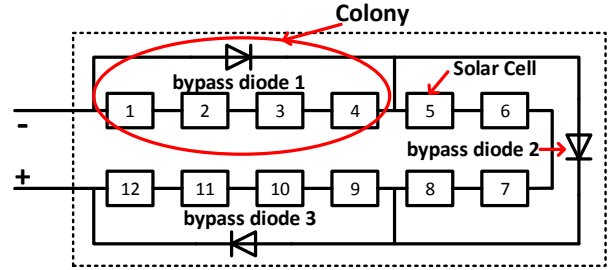 Colony
bypass diode 1
Solar Cell
1 2 3 4 5 6
-
bypass diode 2
+
12 11 10 9 8 7
bypass diode 3